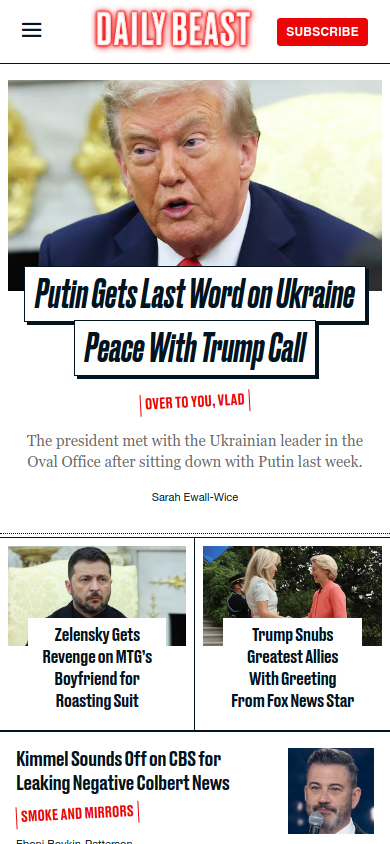 DAILY BEAST
SUBSCRIBE
Putin Gets Last Word on Ukraine
Peace With Trump Call
OVER TO YOU, VLAD
The president met with the Ukrainian leader in the
Oval Office after sitting down with Putin last week.
Sarah Ewall-Wice
Zelensky Gets
Revenge on MTG’s
Boyfriend for
Roasting Suit
Trump Snubs
Greatest Allies
With Greeting
From Fox News Star
Kimmel Sounds Off on CBS for
Leaking Negative Colbert News
SMOKE AND MIRRORS
Eboni Boykin-Patterson